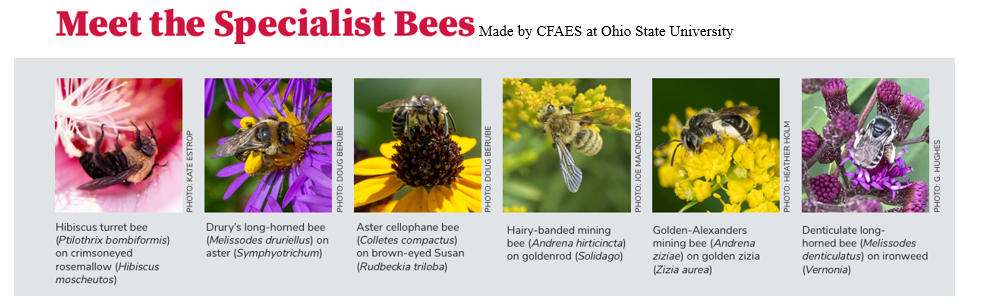 Meet the Specialist Bees Made by CFAES at Ohio State University
PHOTO: KATE ESTROP
PHOTO: DOUG BERUBE
PHOTO: DOUG BERUBE
PHOTO: JOE MACINDEWAR
PHOTO: HEATHER HOLM
PHOTO: G. HUGHES
Hibiscus turret bee
(Ptilothrix bombiformis)
on crimsoneyed
rosemallow (Hibiscus
moscheutos)
Drury's long-horned bee
(Melissodes druriellus) on
aster (Symphyotrichum)
Aster cellophane bee
(Colletes compactus)
on brown-eyed Susan
(Rudbeckia triloba)
Hairy-banded mining
bee (Andrena hirticincta)
on goldenrod (Solidago)
Golden-Alexanders
mining bee (Andrena
ziziae) on golden zizia
(Zizia aurea)
Denticulate long-
horned bee (Melissodes
denticulatus) on ironweed
(Vernonia)